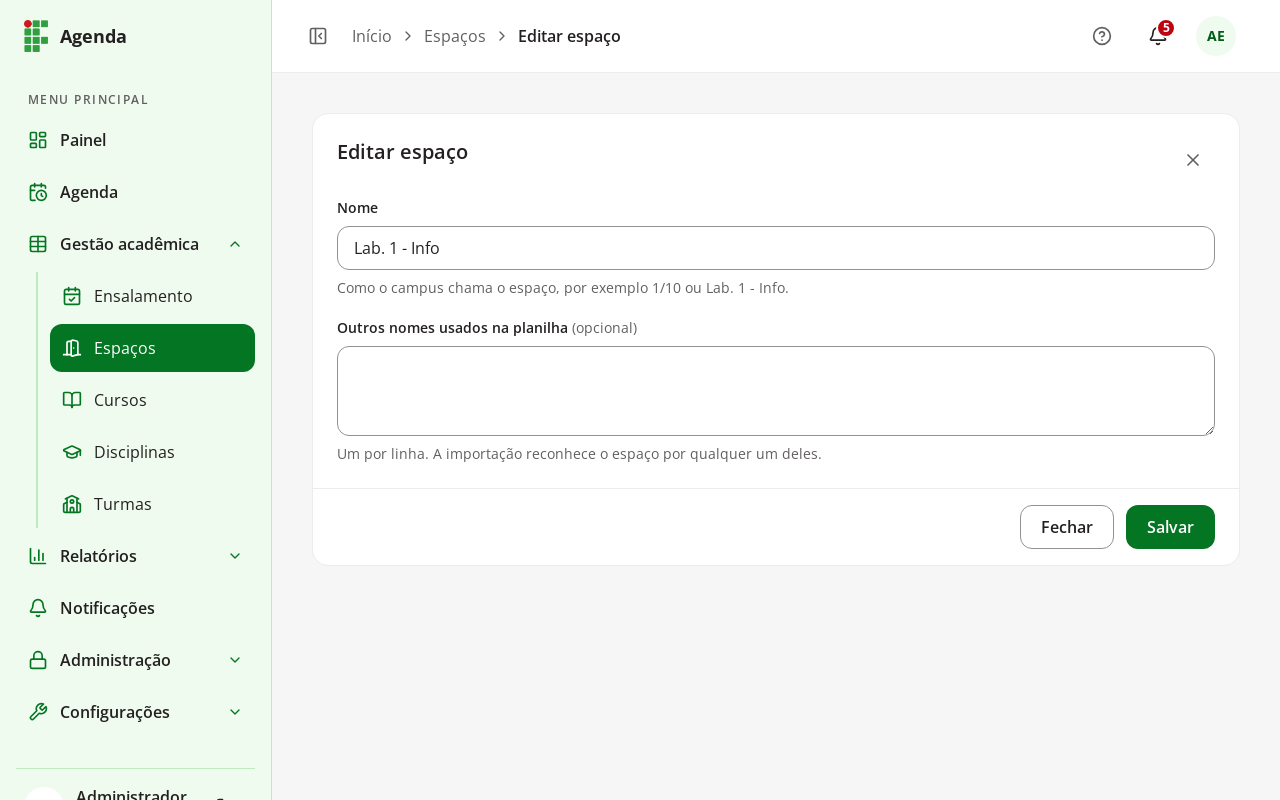 Agenda
MENU PRINCIPAL
Painel
Agenda
Gestão acadêmica
Ensalamento
Espaços
Cursos
Disciplinas
Turmas
Relatórios
Notificações
Administração
Configurações
Administrador
Início > Espaços > Editar espaço
5
AE
Editar espaço
Nome
Lab. 1 - Info
Como o campus chama o espaço, por exemplo 1/10 ou Lab. 1 - Info.
Outros nomes usados na planilha (opcional)
Um por linha. A importação reconhece o espaço por qualquer um deles.
Fechar
Salvar